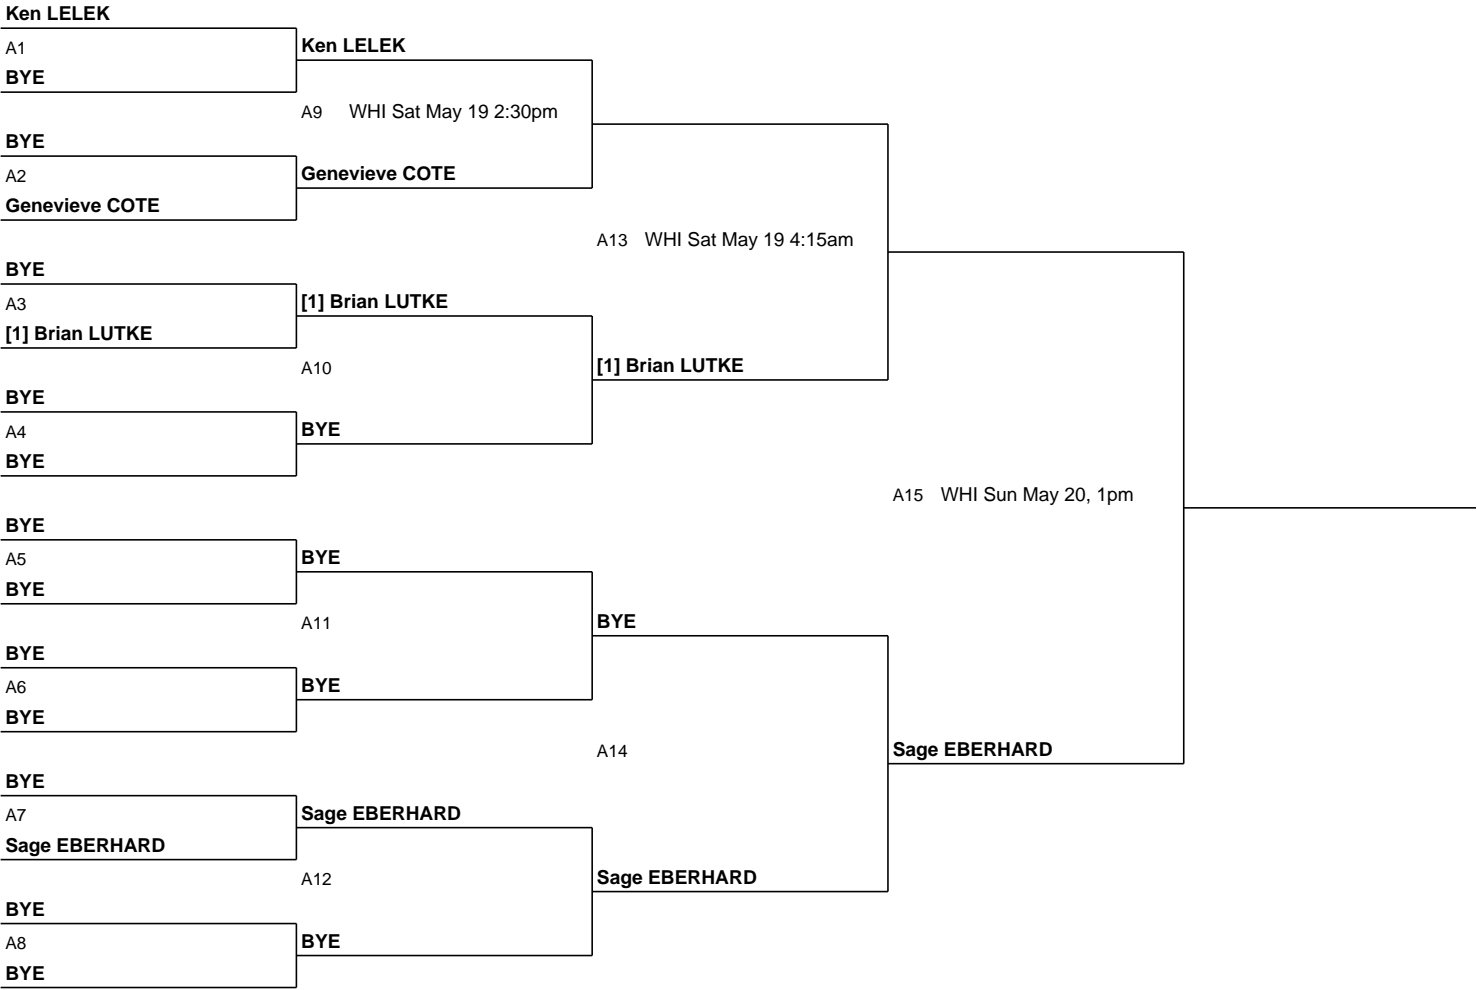 Ken LELEK
A1
BYE
BYE
A2
Genevieve COTE
BYE
A3
[1] Brian LUTKE
BYE
A4
BYE
BYE
A5
BYE
BYE
A6
BYE
BYE
A7
Sage EBERHARD
BYE
A8
BYE
Ken LELEK
A9 WHI Sat May 19 2:30pm
Genevieve COTE
[1] Brian LUTKE
A10
BYE
BYE
A11
BYE
Sage EBERHARD
A12
BYE
A13 WHI Sat May 19 4:15am
[1] Brian LUTKE
BYE
A14
Sage EBERHARD
A15 WHI Sun May 20, 1pm
Sage EBERHARD